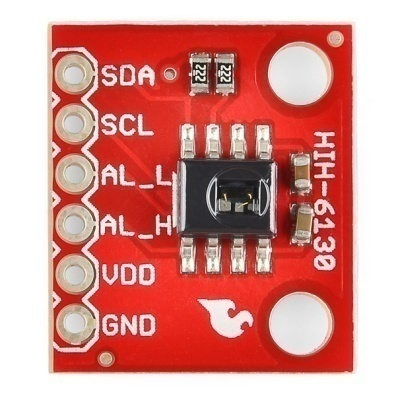 SDA
222 222
SCL
AL_L
AL_H
VDD
GND
HIH-6130